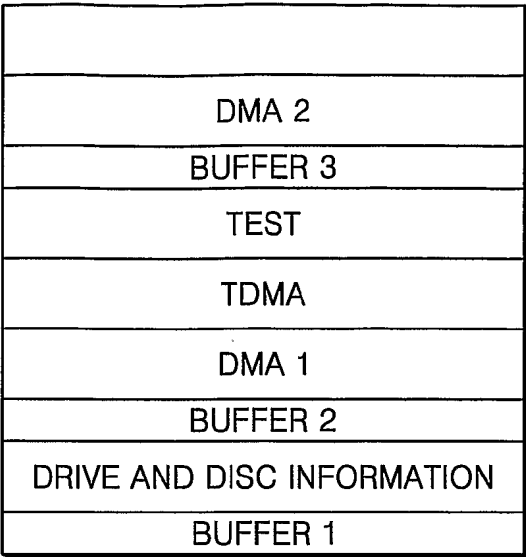 DMA 2
BUFFER 3
TEST
TDMA
DMA 1
BUFFER 2
DRIVE AND DISC INFORMATION
BUFFER 1